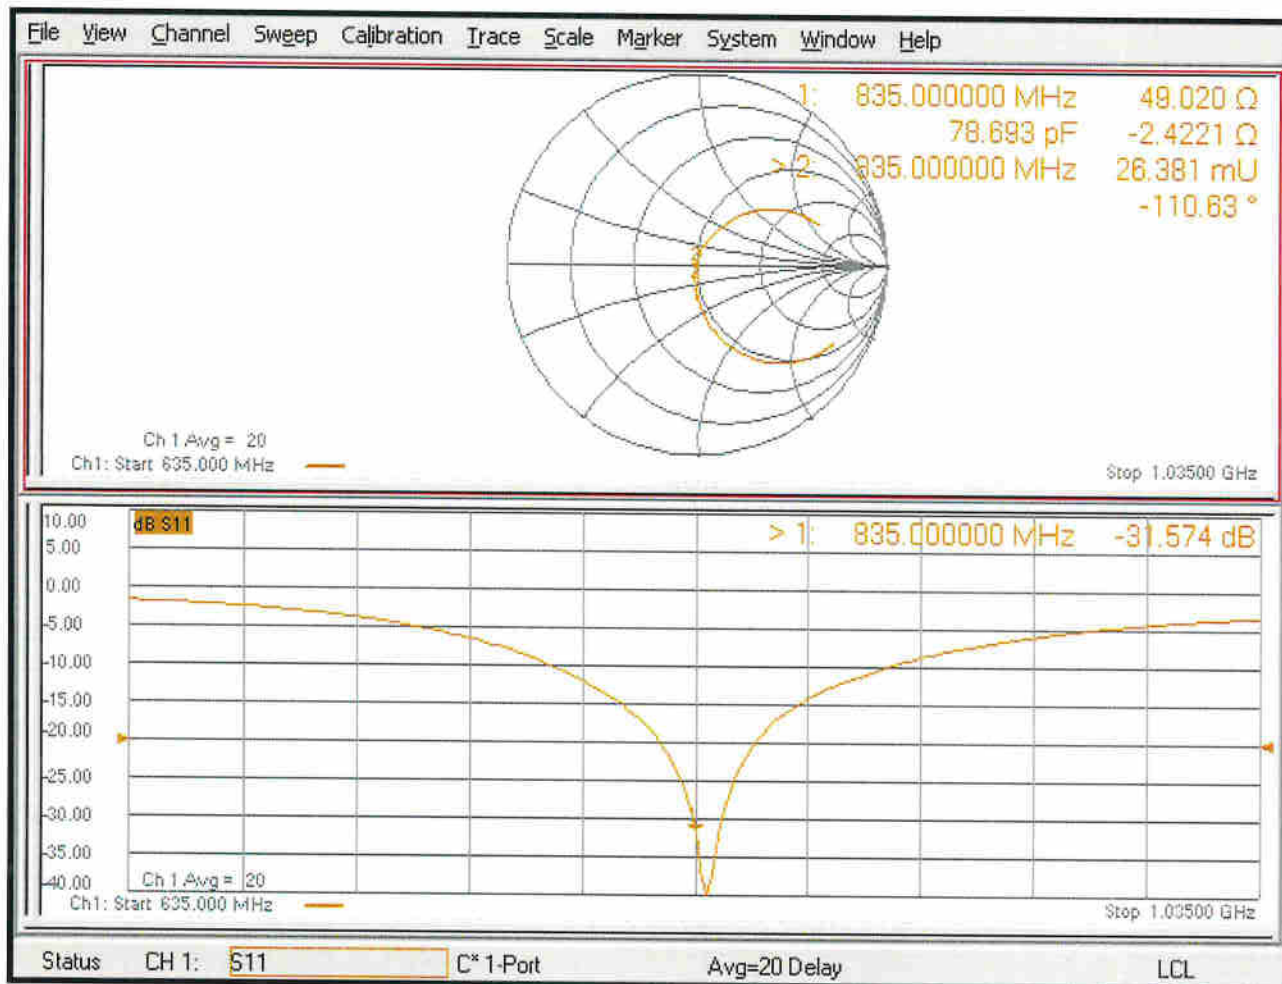 File View Channel Sweep Calibration Trace Scale Marker System Window Help
1: 835.000000 MHz 49.020 Ω
78.693 pF -2.4221 Ω
> 2: 835.000000 MHz 26.381 mU
-110.63 °
Ch 1 Avg = 20
Ch1: Start 635.000 MHz
Stop 1.03500 GHz
10.00 dB S11
> 1: 835.000000 MHz -31.574 dB
5.00
0.00
-5.00
-10.00
-15.00
-20.00
-25.00
-30.00
-35.00
-40.00
Ch 1 Avg = 20
Ch1: Start 635.000 MHz
Stop 1.03500 GHz
Status CH 1: S11 C* 1-Port Avg=20 Delay LCL